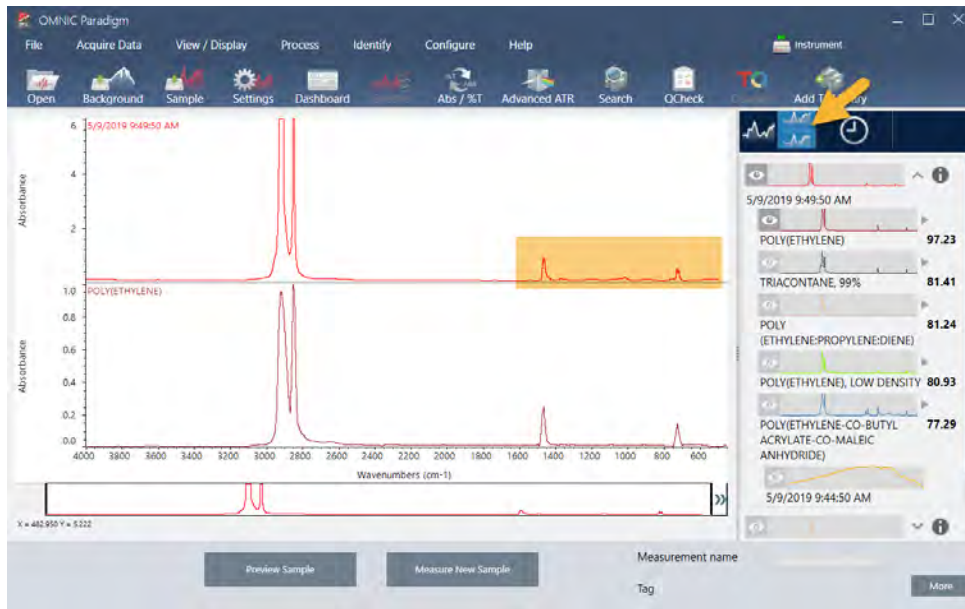 OMNIC Paradigm
File Acquire Data View / Display Process Identify Configure Help Instrument
Open Background Sample Settings Dashboard Abs / %T Advanced ATR Search QCheck
5/9/2019 9:49:50 AM
6
4
2
Absorbance
POLY(ETHYLENE)
1.0
0.8
0.6
0.4
0.2
0.0
Absorbance
4000 3800 3600 3400 3200 3000 2800 2600 2400 2200 2000 1800 1600 1400 1200 1000 800 600
Wavenumbers (cm-1)
X = 482.950 Y = 5.222
5/9/2019 9:49:50 AM
POLY(ETHYLENE) 97.23
TRIACONTANE, 99% 81.41
POLY 81.24
(ETHYLENE:PROPYLENE:DIENE)
POLY(ETHYLENE), LOW DENSITY 80.93
POLY(ETHYLENE-CO-BUTYL 77.29
ACRYLATE-CO-MALEIC
ANHYDRIDE)
5/9/2019 9:44:50 AM
Preview Sample Measure New Sample Measurement name
Tag More